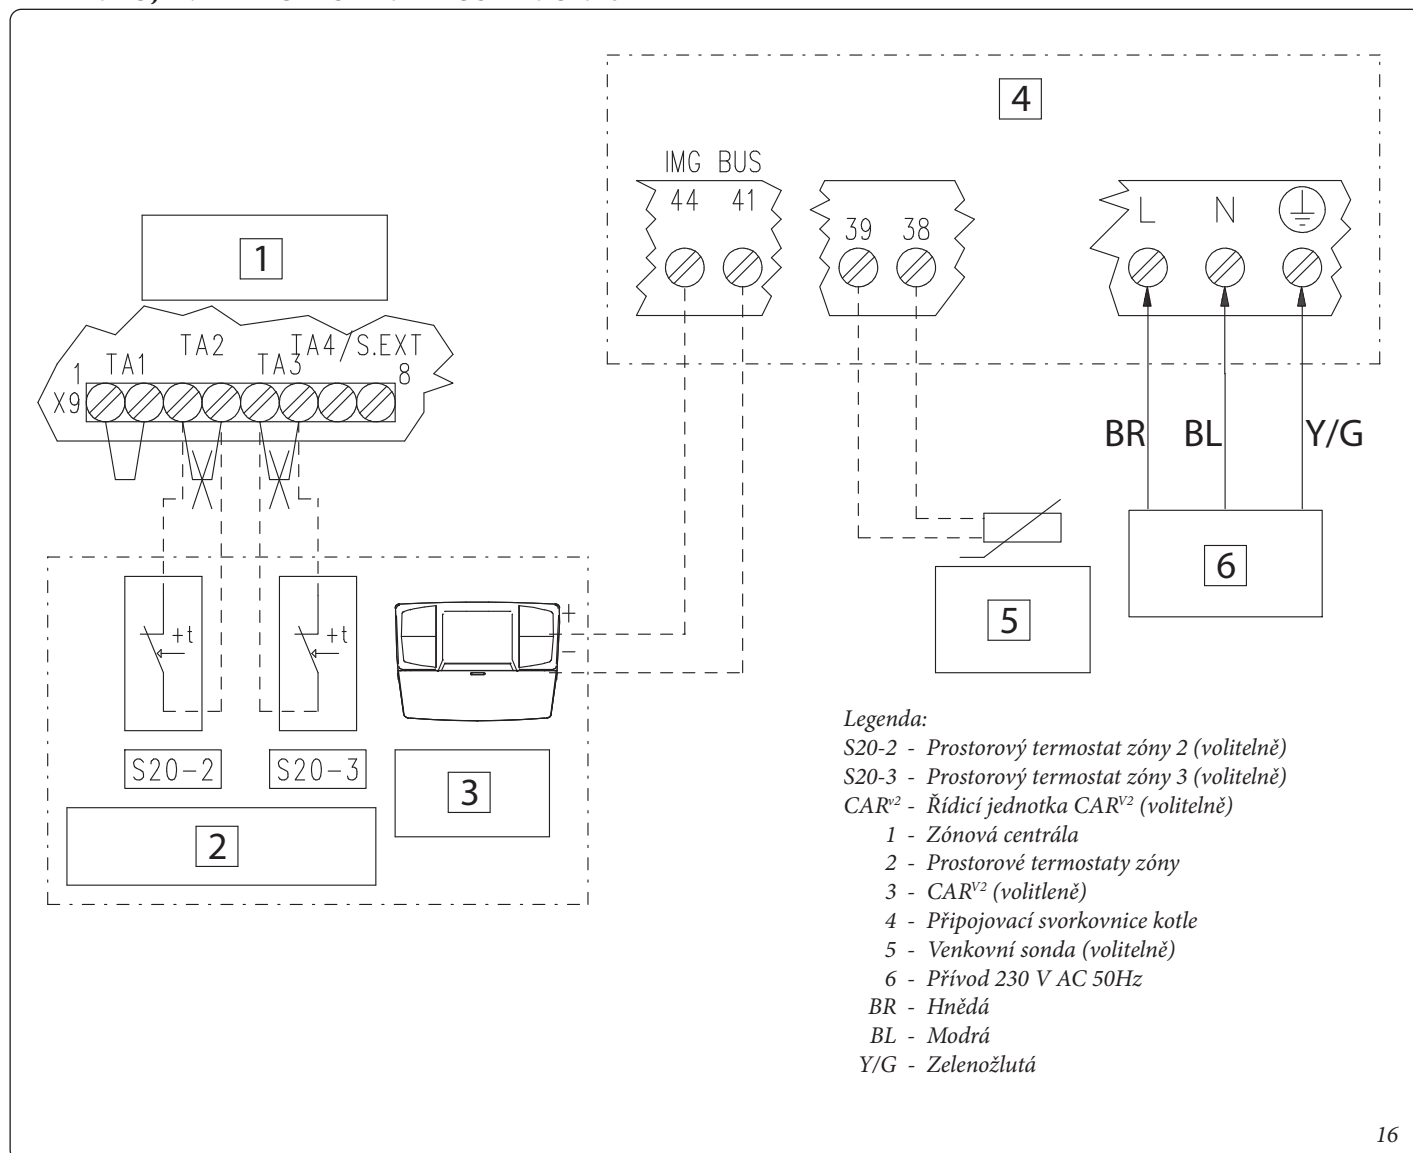 4
IMG BUS
44 41
39 38
L N
1
TA1 TA2 TA3 TA4/S.EXT
1 8
X9
BR BL Y/G
6
5
+t +t
+
-
S20-2 S20-3
3
2
Legenda:
S20-2 - Prostorový termostat zóny 2 (volitelně)
S20-3 - Prostorový termostat zóny 3 (volitelně)
CARv2 - Řídicí jednotka CARV2 (volitelně)
1 - Zónová centrála
2 - Prostorové termostaty zóny
3 - CARV2 (volitleně)
4 - Připojovací svorkovnice kotle
5 - Venkovní sonda (volitelně)
6 - Přívod 230 V AC 50Hz
BR - Hnědá
BL - Modrá
Y/G - Zelenožlutá
16